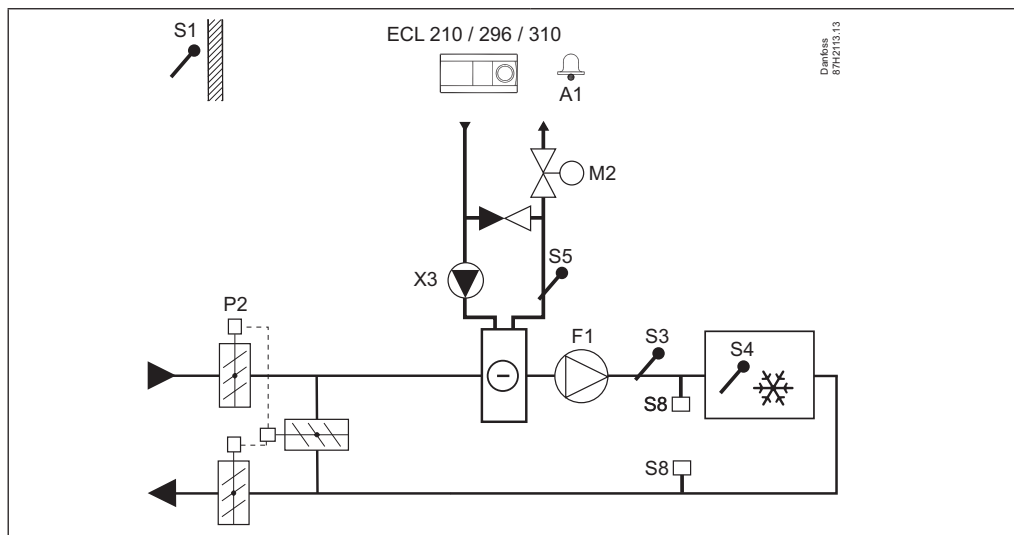 S1
ECL 210 / 296 / 310
A1
Danfoss
87H2113.13
M2
S5
X3
P2
F1
S3
S4
S8
S8